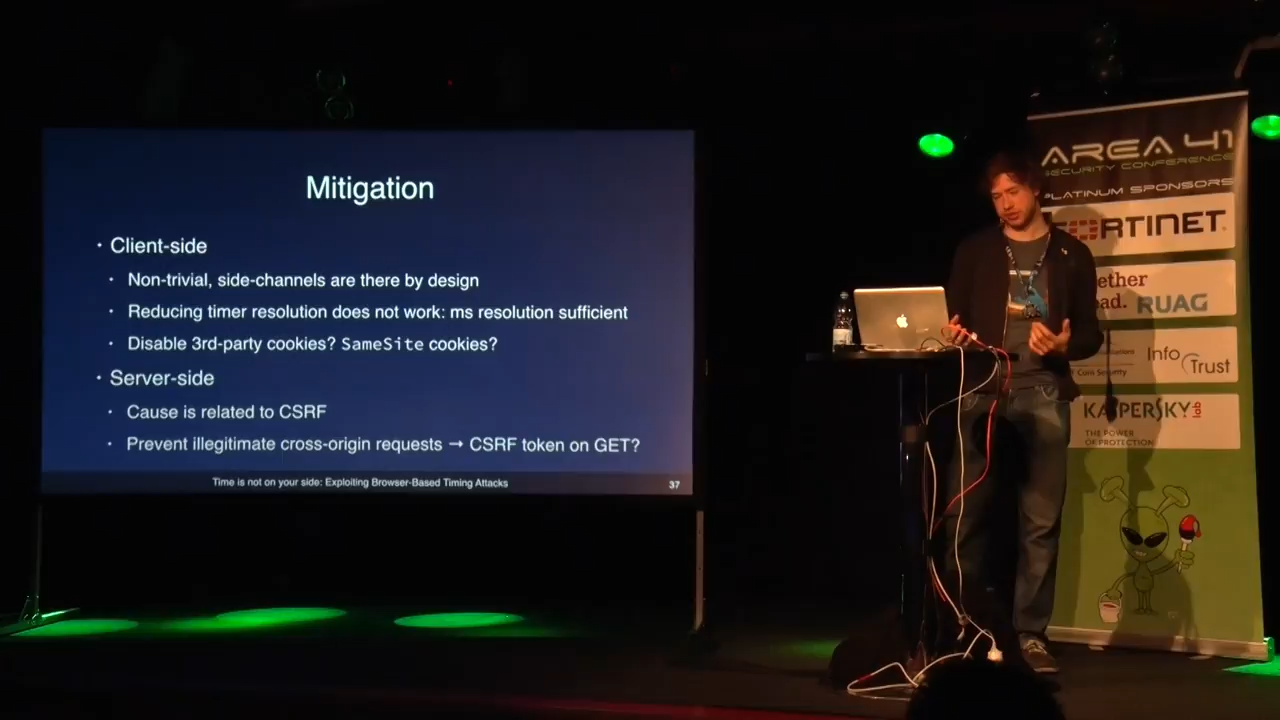 Mitigation
• Client-side
• Non-trivial, side-channels are there by design
• Reducing timer resolution does not work: ms resolution sufficient
• Disable 3rd-party cookies? SameSite cookies?
• Server-side
• Cause is related to CSRF
• Prevent illegitimate cross-origin requests → CSRF token on GET?
Time is not on your side: Exploiting Browser-Based Timing Attacks 37
AREA 41
SECURITY CONFERENCE
PLATINUM SPONSORS
FORTINET
RUAG
Info Trust
Security
KASPERSKY lab
THE POWER
OF PROTECTION